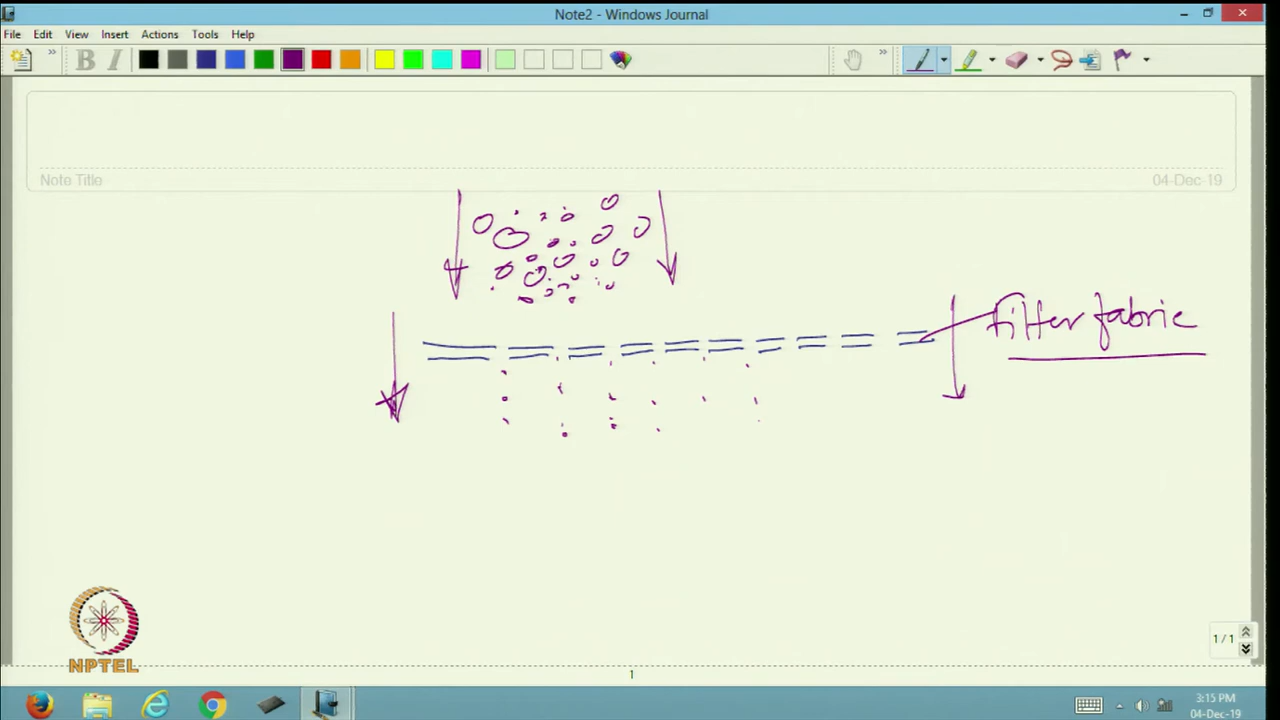 Note2 - Windows Journal
File Edit View Insert Actions Tools Help
B I
Note Title
04-Dec-19
Filter fabric
NPTEL
1/1
1
3:15 PM
04-Dec-19